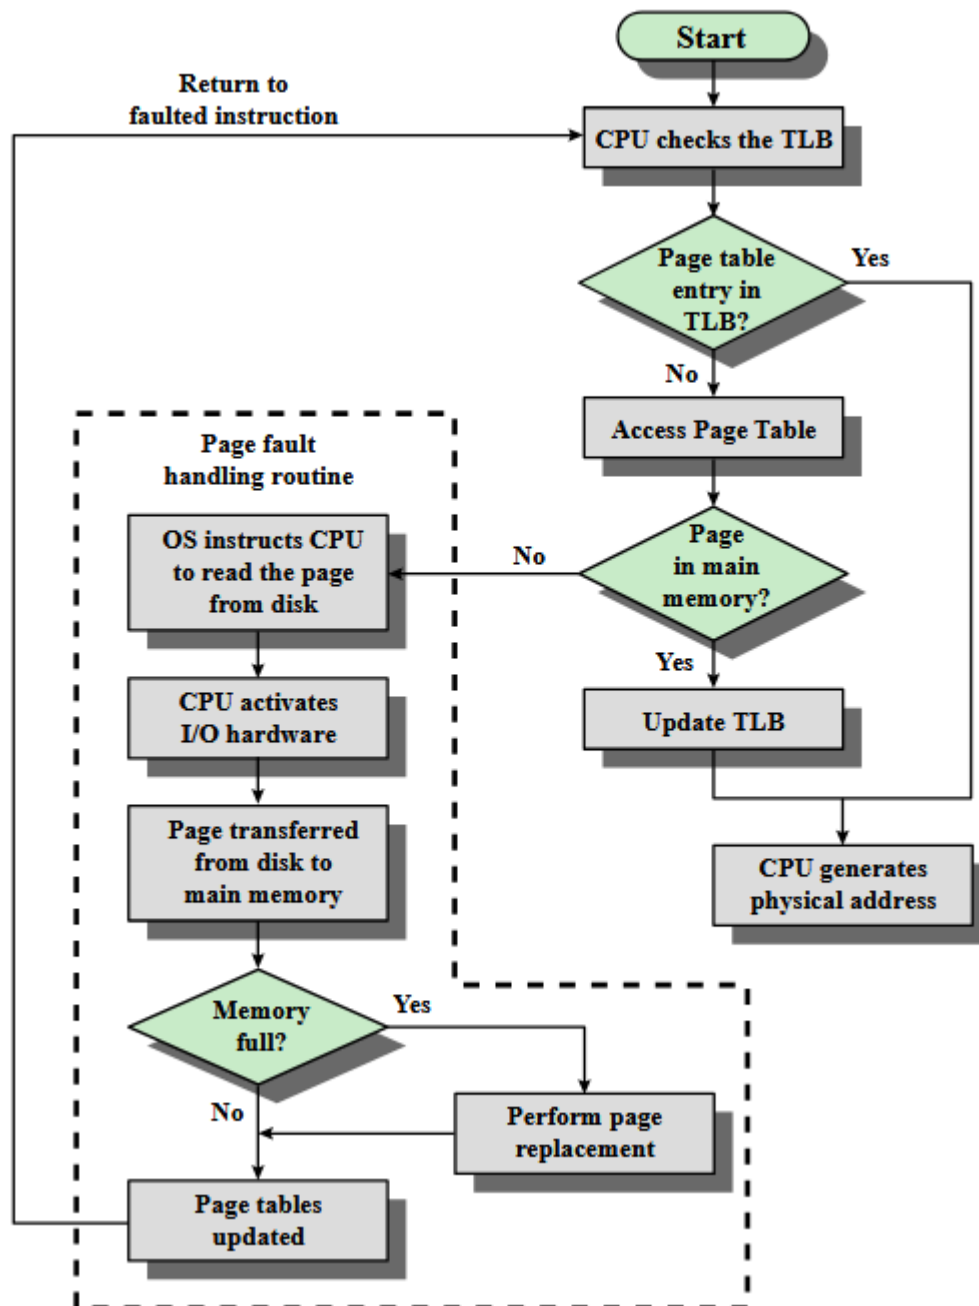 Start
Return to
faulted instruction
CPU checks the TLB
Page table
entry in
TLB?
Yes
No
Access Page Table
Page fault
handling routine
OS instructs CPU
to read the page
from disk
No
Page
in main
memory?
Yes
CPU activates
I/O hardware
Update TLB
Page transferred
from disk to
main memory
CPU generates
physical address
Memory
full?
Yes
No
Perform page
replacement
Page tables
updated